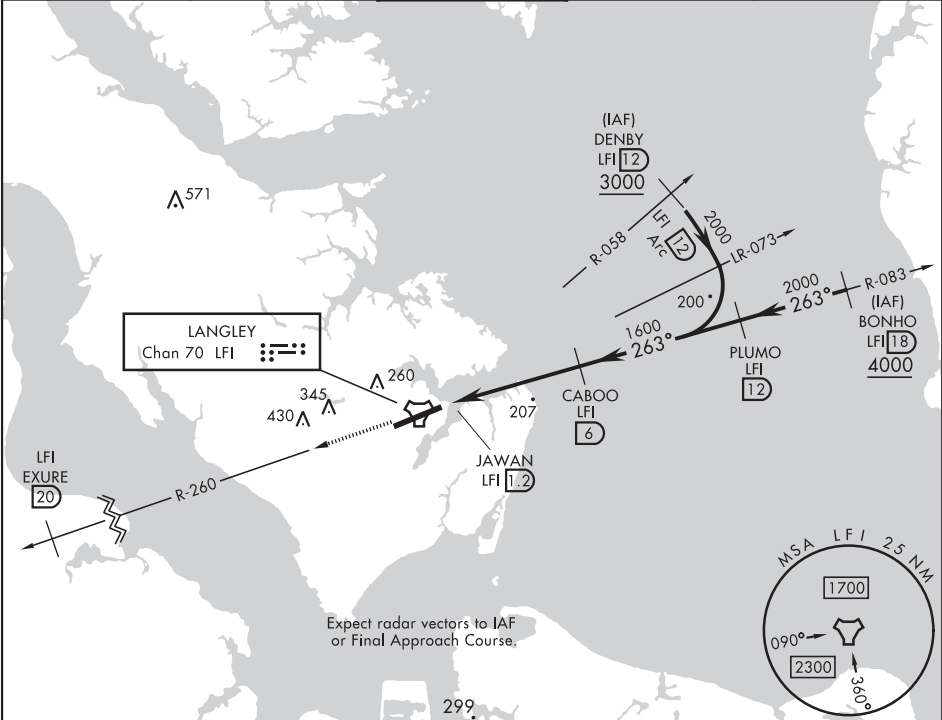 (IAF)
DENBY
LFI 12
3000
571
R-058
LFI
12
Arc
2000
LR-073
200
2000
263°
R-083
(IAF)
BONHO
LFI 18
4000
1600
263°
PLUMO
LFI
12
LANGLEY
Chan 70 LFI
260
345
430
CABOO
LFI
6
207
JAWAN
LFI 1.2
LFI
EXURE
20
R-260
MSA LFI 25 NM
1700
090°
2300
360°
Expect radar vectors to IAF
or Final Approach Course.
299